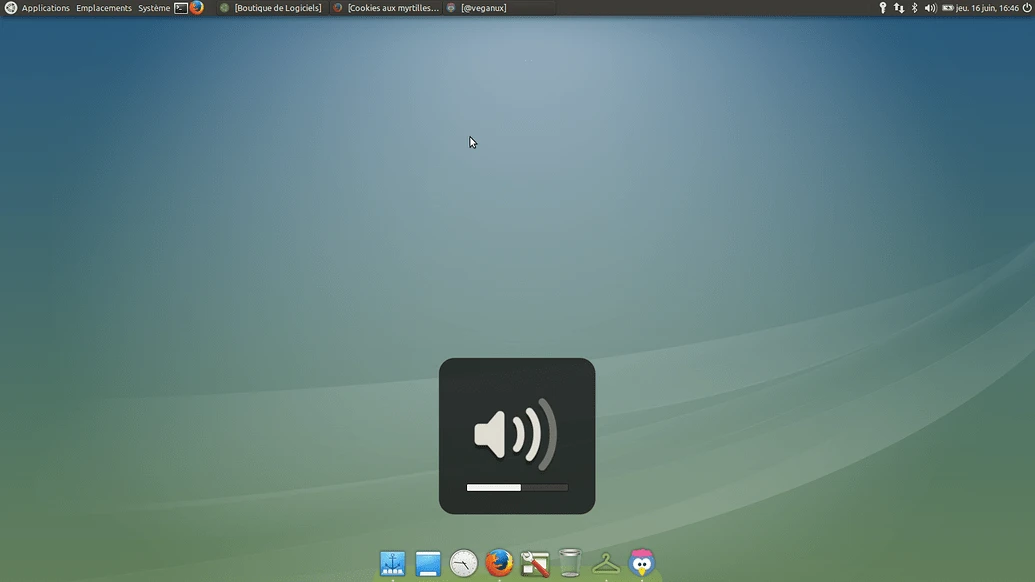 Applications Emplacements Système [Boutique de Logiciels] [Cookies aux myrtilles... [@veganux] jeu. 16 juin, 16:46